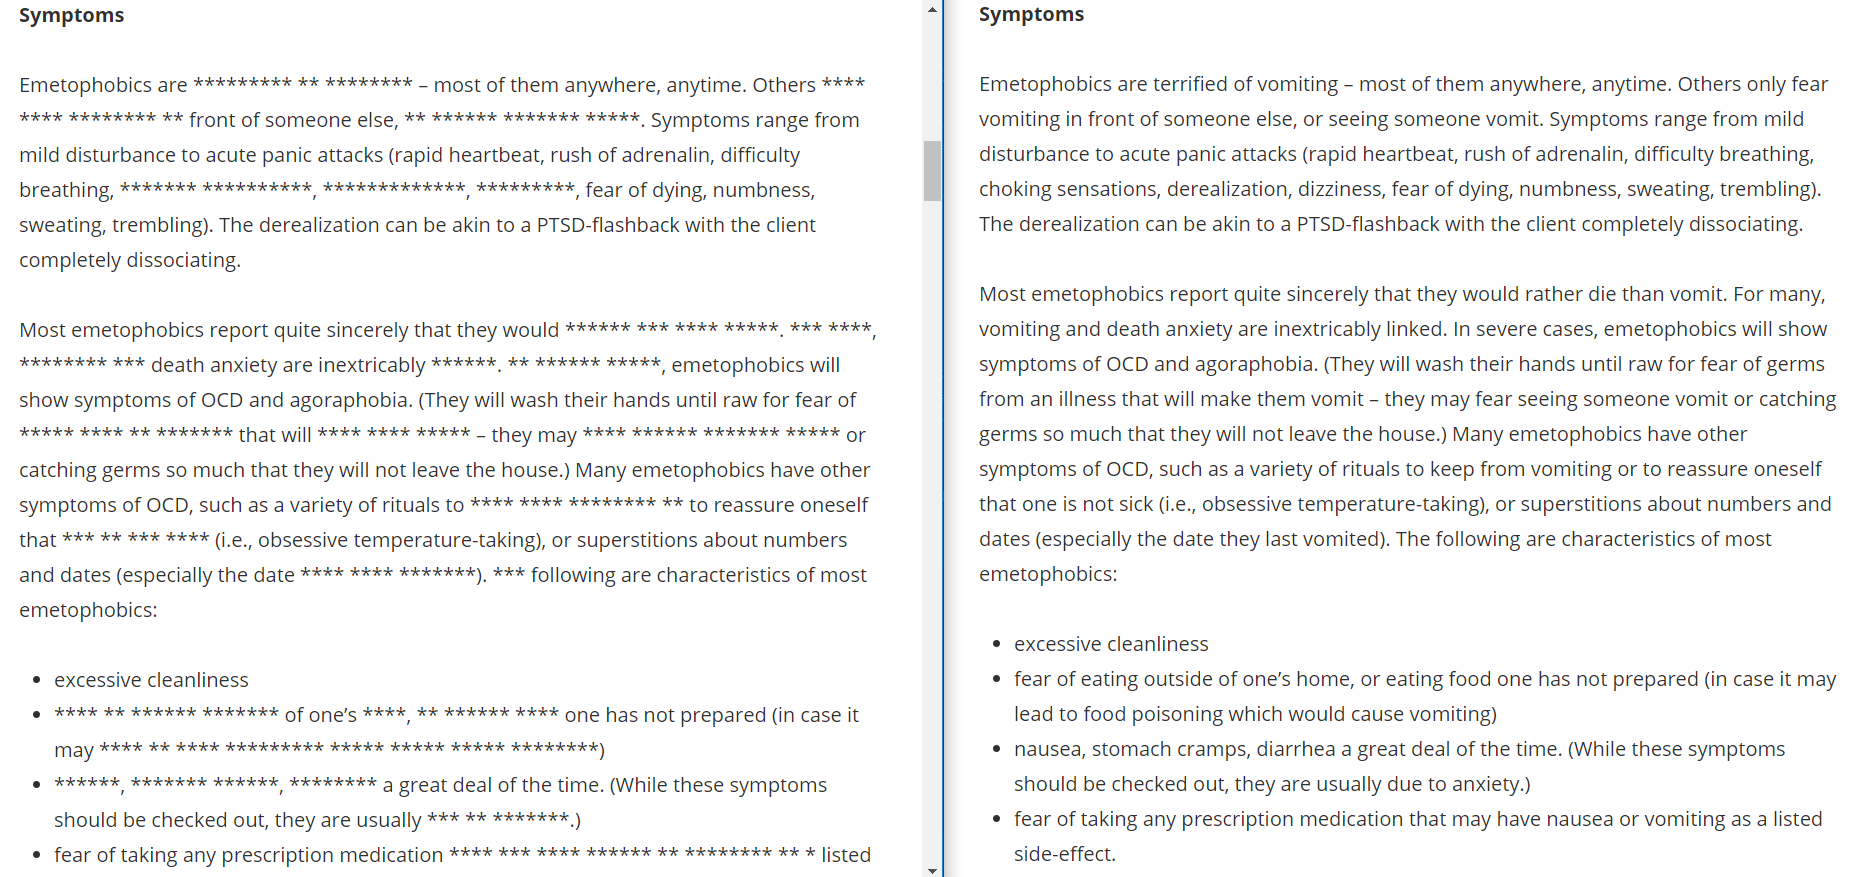 Symptoms
Emetophobics are ********* ** ******** – most of them anywhere, anytime. Others ****
**** ******** ** front of someone else, ** ****** ******* *****. Symptoms range from
mild disturbance to acute panic attacks (rapid heartbeat, rush of adrenalin, difficulty
breathing, ******* **********, *************, *********, fear of dying, numbness,
sweating, trembling). The derealization can be akin to a PTSD-flashback with the client
completely dissociating.
Most emetophobics report quite sincerely that they would ****** *** **** *****. *** ****,
******** *** death anxiety are inextricably ******. ** ****** *****, emetophobics will
show symptoms of OCD and agoraphobia. (They will wash their hands until raw for fear of
***** **** ** ******* that will **** **** ***** – they may **** ****** ******* ***** or
catching germs so much that they will not leave the house.) Many emetophobics have other
symptoms of OCD, such as a variety of rituals to **** **** ******** ** to reassure oneself
that *** ** *** **** (i.e., obsessive temperature-taking), or superstitions about numbers
and dates (especially the date **** **** *******). *** following are characteristics of most
emetophobics:
• excessive cleanliness
• **** ** ****** ******* of one’s ****, ** ****** **** one has not prepared (in case it
may **** ** **** ********* ***** ***** ***** ********)
• ******, ******* ******, ******** a great deal of the time. (While these symptoms
should be checked out, they are usually *** ** *******.)
• fear of taking any prescription medication **** *** **** ****** ** ******** ** * listed
Symptoms
Emetophobics are terrified of vomiting – most of them anywhere, anytime. Others only fear
vomiting in front of someone else, or seeing someone vomit. Symptoms range from mild
disturbance to acute panic attacks (rapid heartbeat, rush of adrenalin, difficulty breathing,
choking sensations, derealization, dizziness, fear of dying, numbness, sweating, trembling).
The derealization can be akin to a PTSD-flashback with the client completely dissociating.
Most emetophobics report quite sincerely that they would rather die than vomit. For many,
vomiting and death anxiety are inextricably linked. In severe cases, emetophobics will show
symptoms of OCD and agoraphobia. (They will wash their hands until raw for fear of germs
from an illness that will make them vomit – they may fear seeing someone vomit or catching
germs so much that they will not leave the house.) Many emetophobics have other
symptoms of OCD, such as a variety of rituals to keep from vomiting or to reassure oneself
that one is not sick (i.e., obsessive temperature-taking), or superstitions about numbers and
dates (especially the date they last vomited). The following are characteristics of most
emetophobics:
• excessive cleanliness
• fear of eating outside of one’s home, or eating food one has not prepared (in case it may
lead to food poisoning which would cause vomiting)
• nausea, stomach cramps, diarrhea a great deal of the time. (While these symptoms
should be checked out, they are usually due to anxiety.)
• fear of taking any prescription medication that may have nausea or vomiting as a listed
side-effect.